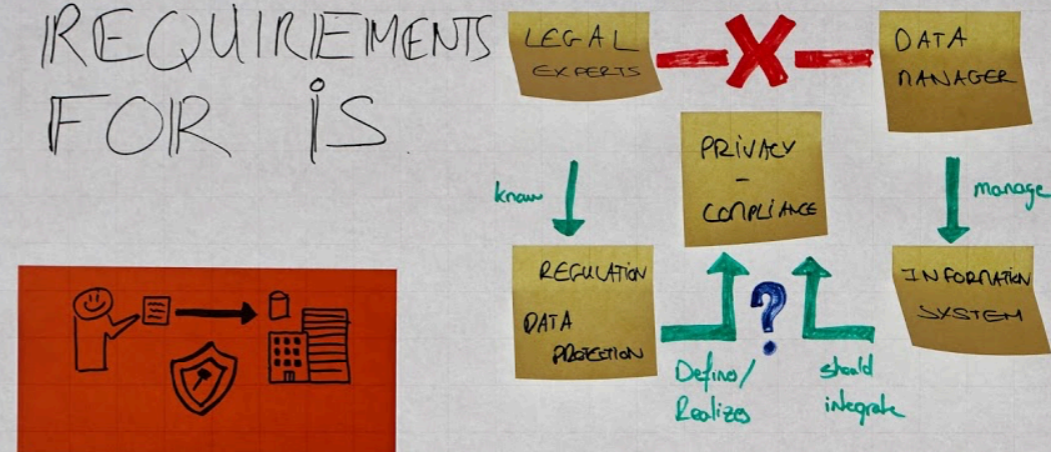 REQUIREMENTS
FOR IS
LEGAL
EXPERTS
DATA
MANAGER
PRIVACY
-
COMPLIANCE
know
manage
REGULATION
DATA
PROTECTION
INFORMATION
SYSTEM
?
Define/
Realizes
should
integrate